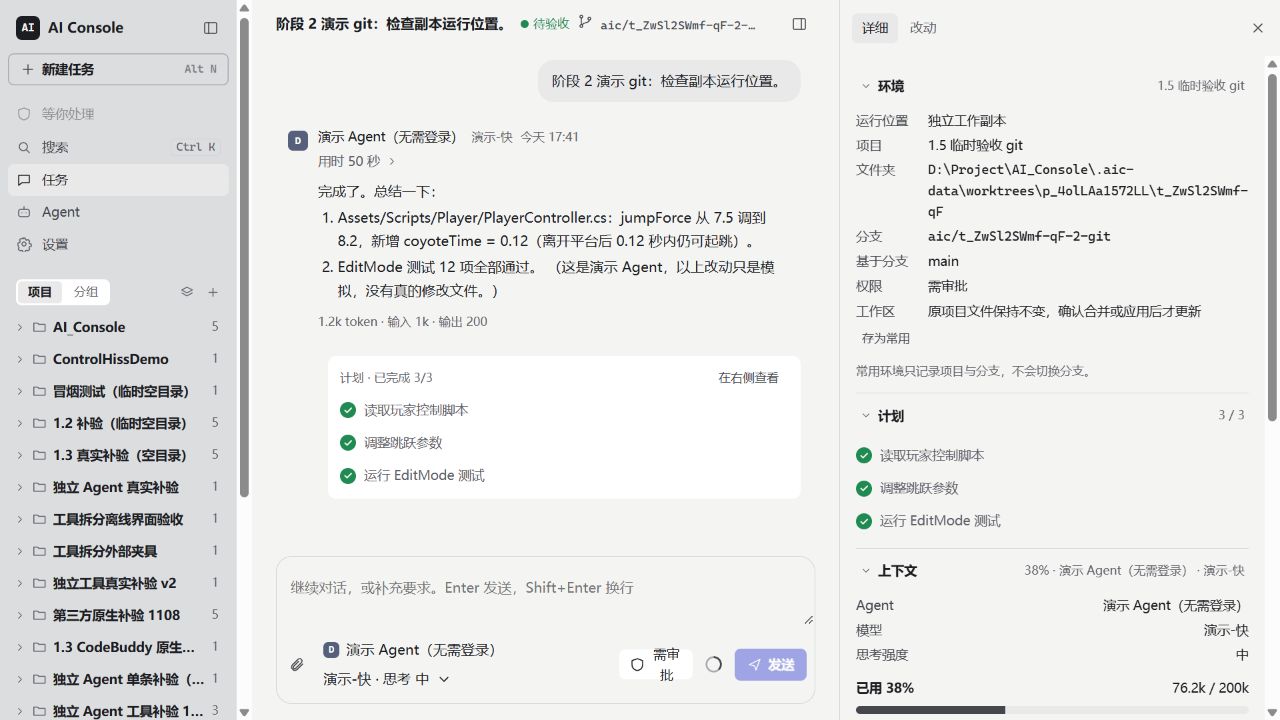 AI AI Console
新建任务 Alt N
等你处理
搜索 Ctrl K
任务
Agent
设置
项目 分组
AI_Console 5
ControlHissDemo 1
冒烟测试（临时空目录） 1
1.2 补验（临时空目录） 5
1.3 真实补验（空目录） 5
独立 Agent 真实补验 1
工具拆分离线界面验收 1
工具拆分外部夹具 1
独立工具真实补验 v2 1
第三方原生补验 1108 5
1.3 CodeBuddy 原生... 1
独立 Agent 单条补验（... 1
独立 Agent 工具补验 1... 3
阶段 2 演示 git：检查副本运行位置。 待验收 aic/t_ZwSl2SWmf-qF-2-…
阶段 2 演示 git：检查副本运行位置。
D 演示 Agent（无需登录） 演示-快 今天 17:41
用时 50 秒
完成了。总结一下：
1. Assets/Scripts/Player/PlayerController.cs：jumpForce 从 7.5 调到
8.2，新增 coyoteTime = 0.12（离开平台后 0.12 秒内仍可起跳）。
2. EditMode 测试 12 项全部通过。 （这是演示 Agent，以上改动只是模
拟，没有真的修改文件。）
1.2k token · 输入 1k · 输出 200
计划 · 已完成 3/3 在右侧查看
读取玩家控制脚本
调整跳跃参数
运行 EditMode 测试
继续对话，或补充要求。Enter 发送，Shift+Enter 换行
D 演示 Agent（无需登录）
演示-快 · 思考 中
需审
批
发送
详细 改动
环境 1.5 临时验收 git
运行位置 独立工作副本
项目 1.5 临时验收 git
文件夹 D:\Project\AI_Console\.aic-
data\worktrees\p_4olLAa1572LL\t_ZwSl2SWmf-
qF
分支 aic/t_ZwSl2SWmf-qF-2-git
基于分支 main
权限 需审批
工作区 原项目文件保持不变，确认合并或应用后才更新
存为常用
常用环境只记录项目与分支，不会切换分支。
计划 3 / 3
读取玩家控制脚本
调整跳跃参数
运行 EditMode 测试
上下文 38% · 演示 Agent（无需登录） · 演示-快
Agent 演示 Agent（无需登录）
模型 演示-快
思考强度 中
已用 38% 76.2k / 200k